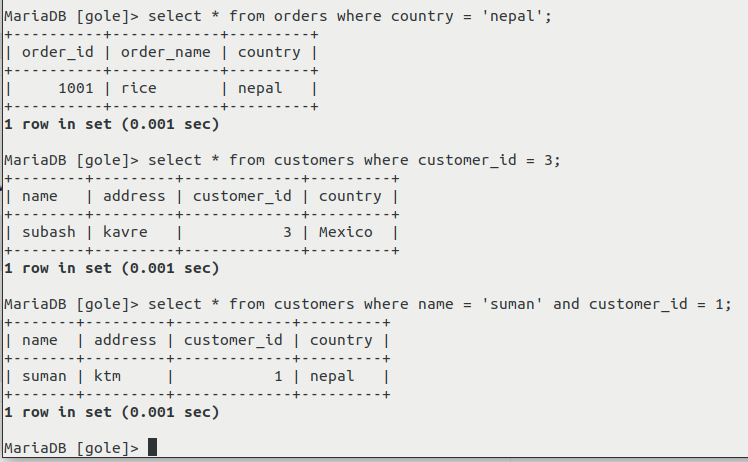 MariaDB [gole]> select * from orders where country = 'nepal';
+----------+------------+---------+
| order_id | order_name | country |
+----------+------------+---------+
|     1001 | rice       | nepal   |
+----------+------------+---------+
1 row in set (0.001 sec)

MariaDB [gole]> select * from customers where customer_id = 3;
+--------+---------+-------------+---------+
| name   | address | customer_id | country |
+--------+---------+-------------+---------+
| subash | kavre   |           3 | Mexico  |
+--------+---------+-------------+---------+
1 row in set (0.001 sec)

MariaDB [gole]> select * from customers where name = 'suman' and customer_id = 1;
+-------+---------+-------------+---------+
| name  | address | customer_id | country |
+-------+---------+-------------+---------+
| suman | ktm     |           1 | nepal   |
+-------+---------+-------------+---------+
1 row in set (0.001 sec)

MariaDB [gole]>